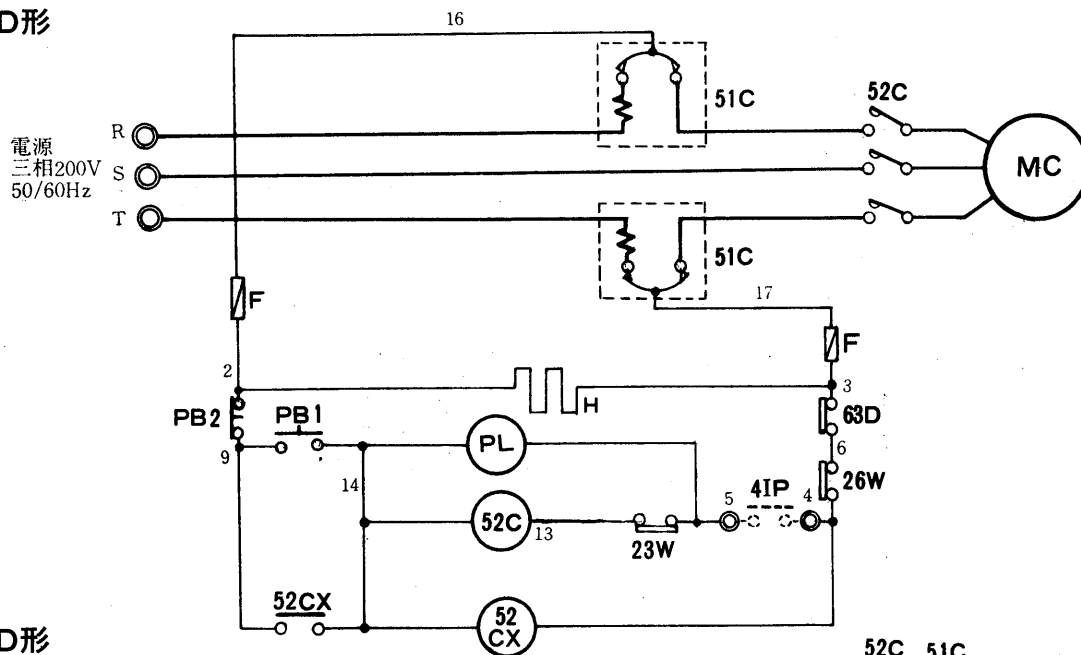 D形
16
51C
52C
R
電源
三相200V
50/60Hz
S
MC
T
51C
17
F
F
2
3
H
PB2
PB1
63D
PL
9
6
14
26W
4IP
5
4
52C
13
23W
52CX
52
CX
D形
52C 51C